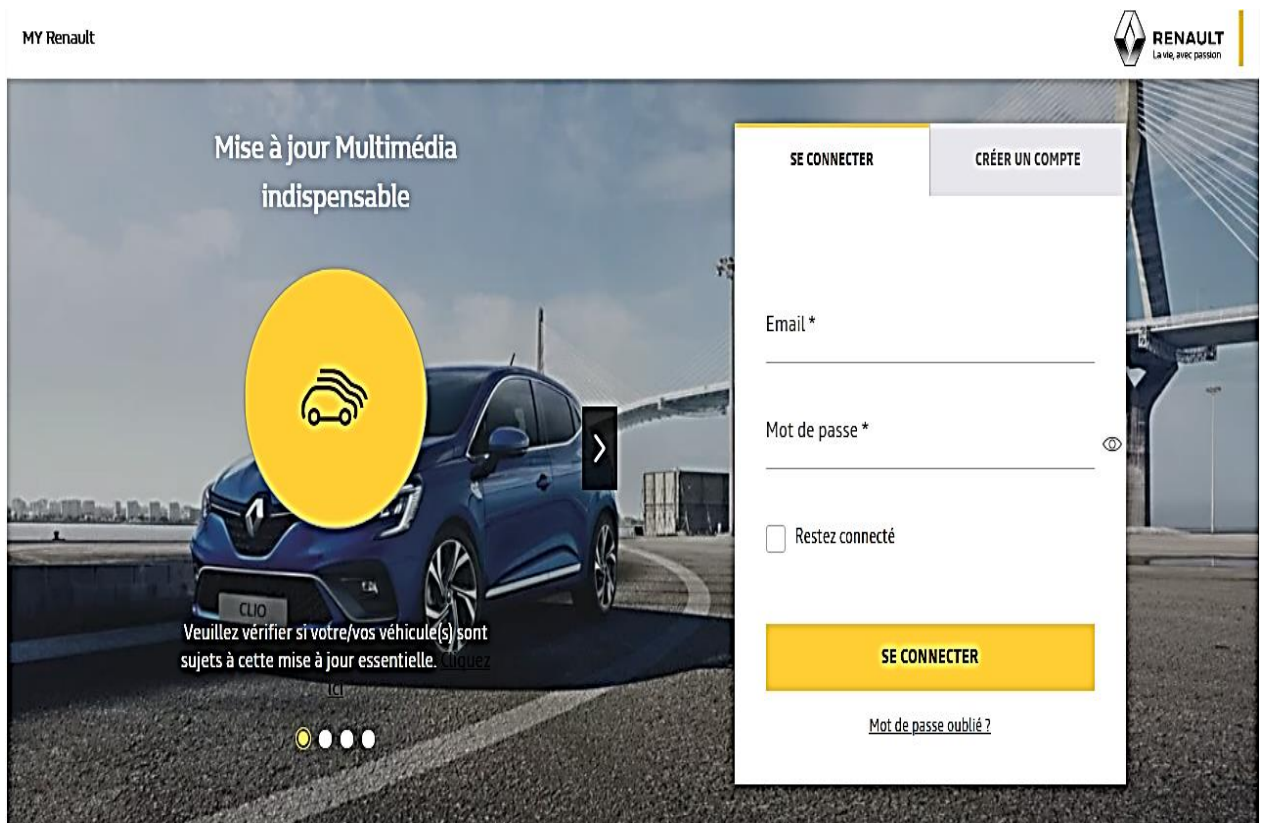 MY Renault
RENAULT
La vie, avec passion
Mise à jour Multimédia
indispensable
CLIO
Veuillez vérifier si votre/vos véhicule(s) sont
sujets à cette mise à jour essentielle. Cliquez
ici
SE CONNECTER
CRÉER UN COMPTE
Email *
Mot de passe *
Restez connecté
SE CONNECTER
Mot de passe oublié ?